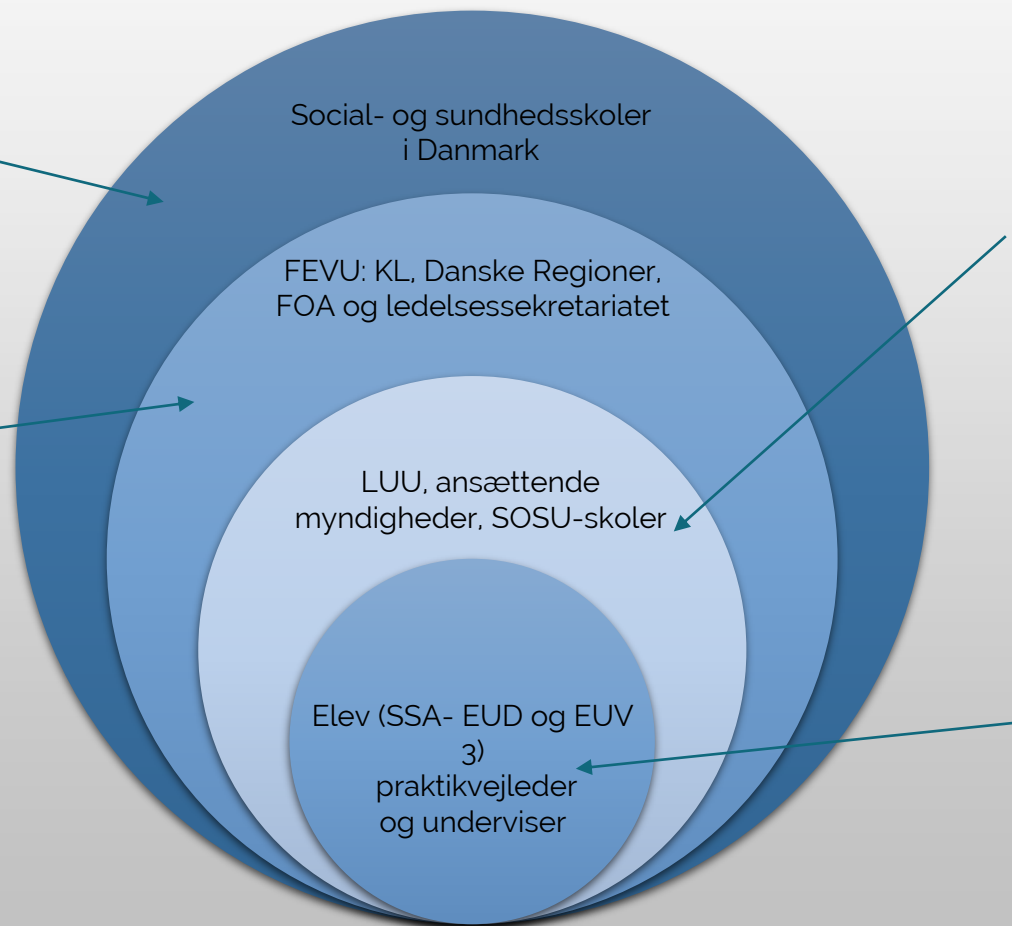 Social- og sundhedsskoler
i Danmark
FEVU: KL, Danske Regioner,
FOA og ledelsessekretariatet
LUU, ansættende
myndigheder, SOSU-skoler
Elev (SSA- EUD og EUV
3)
praktikvejleder
og underviser